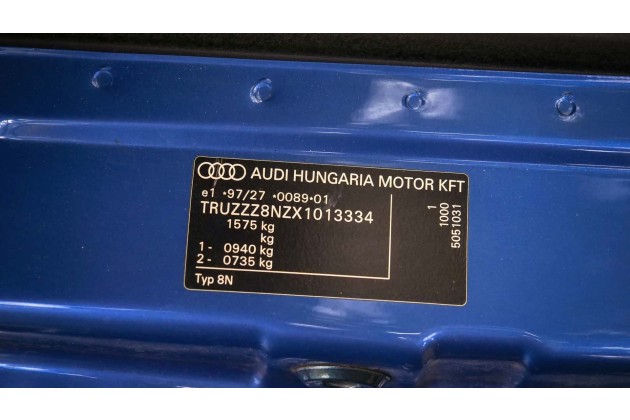 AUDI HUNGARIA MOTOR KFT
e1 *97/27 *0089*01
TRUZZZ8NZX1013334
1575 kg
kg
1- 0940 kg
2- 0735 kg
Typ 8N
1
1000
5051031